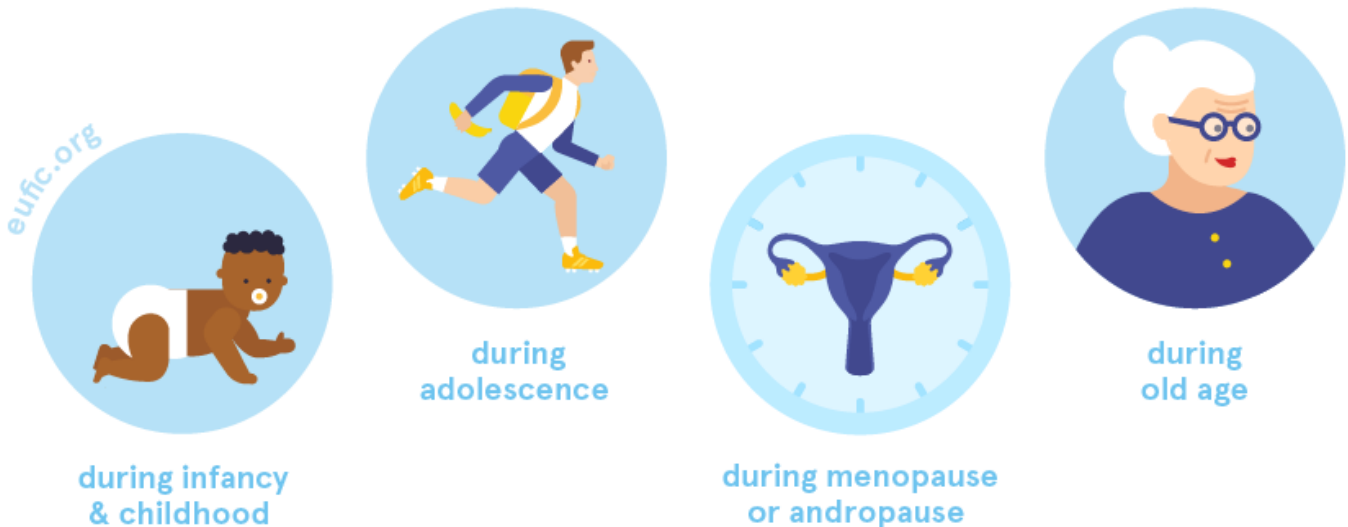 eufic.org
during infancy
& childhood
during
adolescence
during menopause
or andropause
during
old age